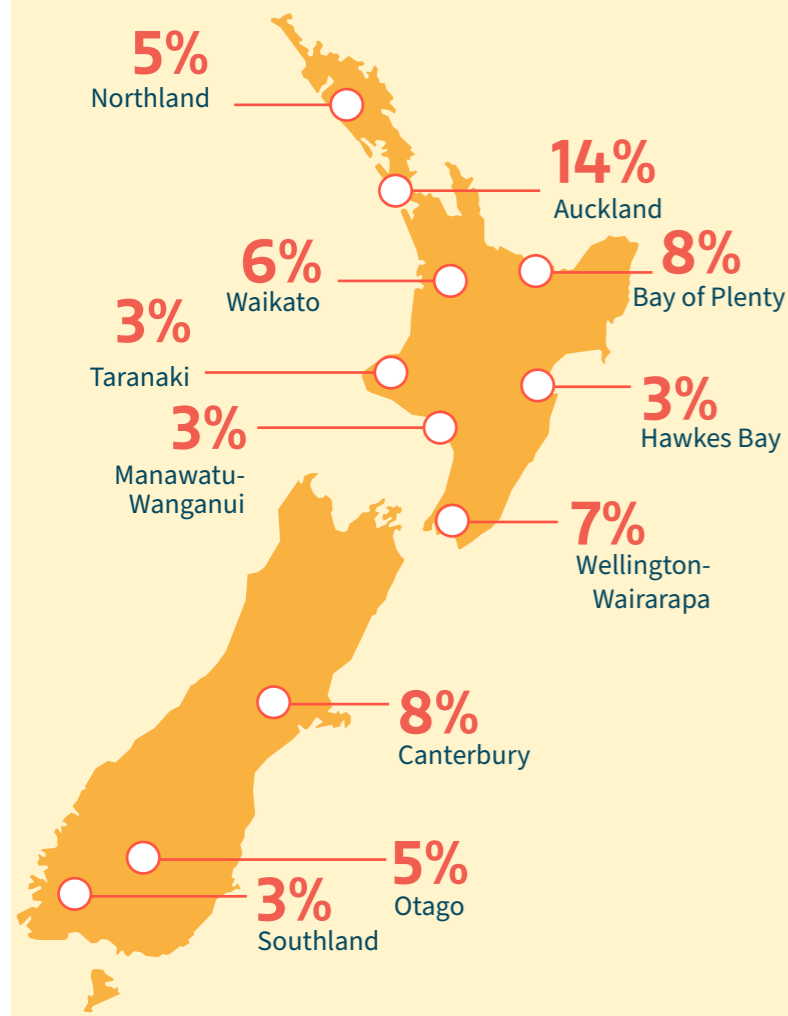 5%
Northland
14%
Auckland
6%
Waikato
8%
Bay of Plenty
3%
Taranaki
3%
Hawkes Bay
3%
Manawatu-
Wanganui
7%
Wellington-
Wairarapa
8%
Canterbury
5%
Otago
3%
Southland